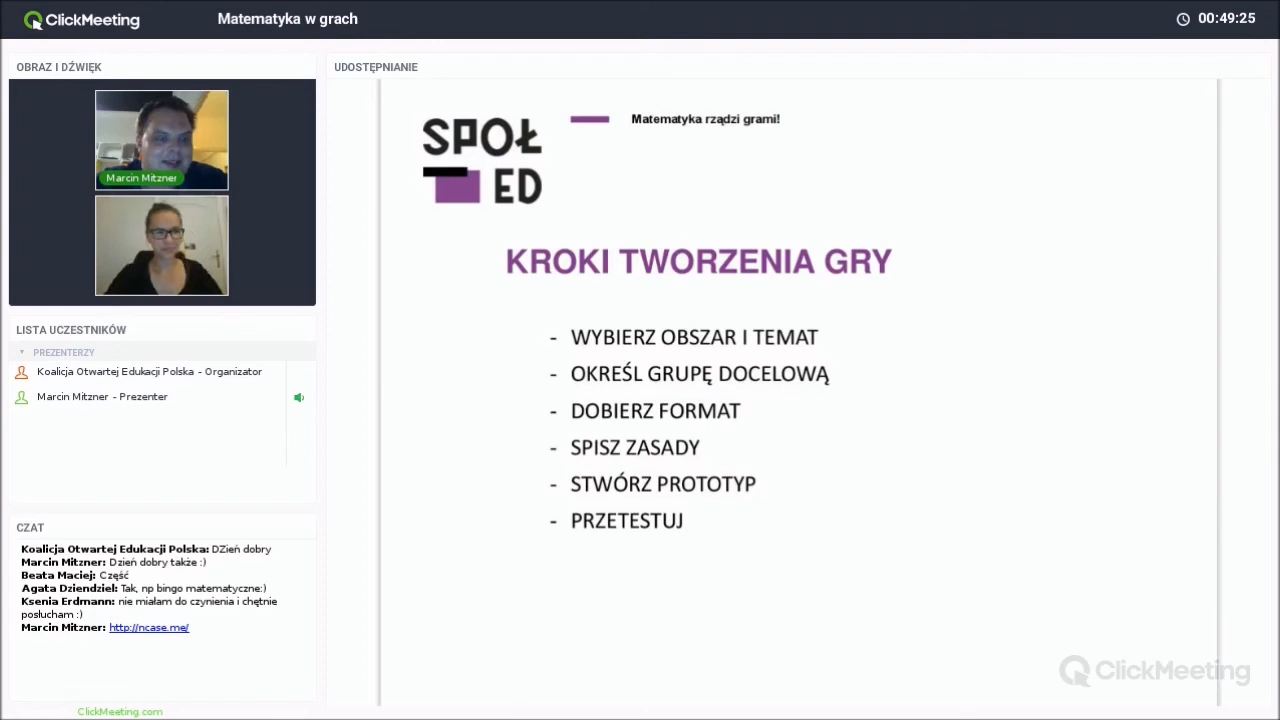 ClickMeeting
Matematyka w grach
00:49:25
OBRAZ I DŹWIĘK
Marcin Mitzner
LISTA UCZESTNIKÓW
PREZENTERZY
Koalicja Otwartej Edukacji Polska - Organizator
Marcin Mitzner - Prezenter
CZAT
Koalicja Otwartej Edukacji Polska: DZień dobry
Marcin Mitzner: Dzień dobry także :)
Beata Maciej: Część
Agata Dziendziel: Tak, np bingo matematyczne:)
Ksenia Erdmann: nie miałam do czynienia i chętnie
posłucham :)
Marcin Mitzner: http://ncase.me/
ClickMeeting.com
UDOSTĘPNIANIE
SPOŁ
ED
Matematyka rządzi grami!
KROKI TWORZENIA GRY
- WYBIERZ OBSZAR I TEMAT
- OKREŚL GRUPĘ DOCELOWĄ
- DOBIERZ FORMAT
- SPISZ ZASADY
- STWÓRZ PROTOTYP
- PRZETESTUJ
ClickMeeting